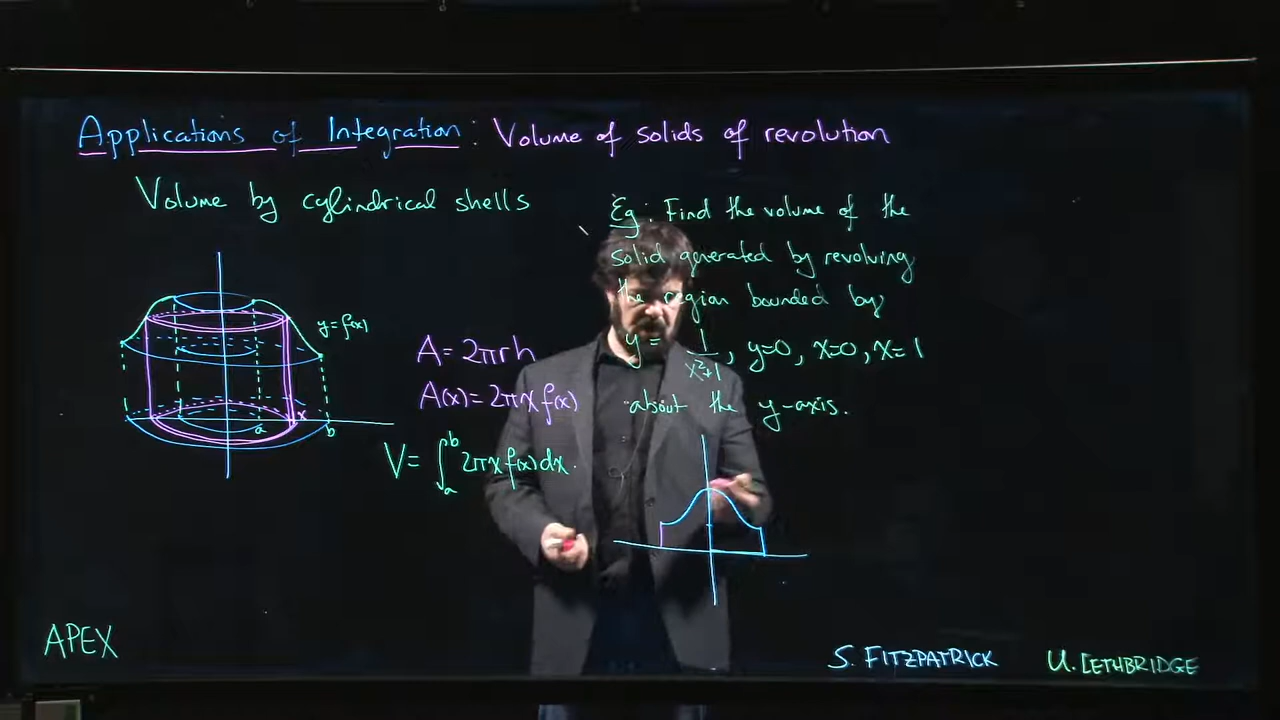 Applications of Integration: Volume of solids of revolution
Volume by cylindrical shells
y=f(x)
x
a
b
A=2πrh
A(x)=2πx f(x)
V=∫_a^b 2πx f(x) dx.
Eg: Find the volume of the
solid generated by revolving
the region bounded by
y= 1/(x²+1), y=0, x=0, x=1
about the y-axis.
APEX
S. FITZPATRICK
U. LETHBRIDGE